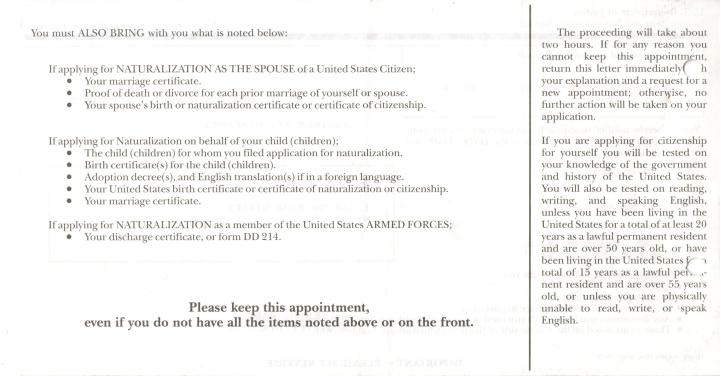 You must ALSO BRING with you what is noted below:
If applying for NATURALIZATION AS THE SPOUSE of a United States Citizen;
● Your marriage certificate.
● Proof of death or divorce for each prior marriage of yourself or spouse.
● Your spouse's birth or naturalization certificate or certificate of citizenship.
If applying for Naturalization on behalf of your child (children);
● The child (children) for whom you filed application for naturalization.
● Birth certificate(s) for the child (children).
● Adoption decree(s), and English translation(s) if in a foreign language.
● Your United States birth certificate or certificate of naturalization or citizenship.
● Your marriage certificate.
If applying for NATURALIZATION as a member of the United States ARMED FORCES;
● Your discharge certificate, or form DD 214.
Please keep this appointment,
even if you do not have all the items noted above or on the front.
The proceeding will take about
two hours. If for any reason you
cannot keep this appointment,
return this letter immediately
your explanation and a request for a
new appointment; otherwise, no
further action will be taken on your
application.
If you are applying for citizenship
for yourself you will be tested on
your knowledge of the government
and history of the United States.
You will also be tested on reading,
writing, and speaking English,
unless you have been living in the
United States for a total of at least 20
years as a lawful permanent resident
and are over 50 years old, or have
been living in the United States
total of 15 years as a lawful
nent resident and are over 55 years
old, or unless you are physically
unable to read, write, or speak
English.